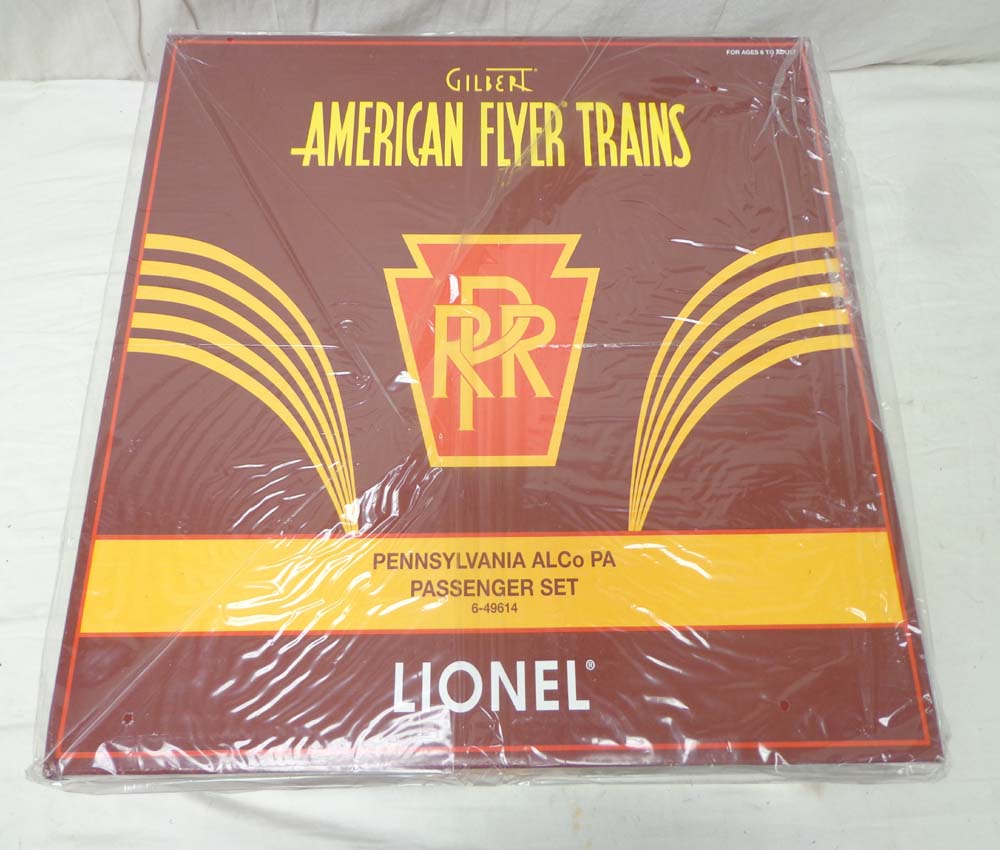 FOR AGES 8 TO ADULT
GILBERT®
AMERICAN FLYER® TRAINS
PRR
PENNSYLVANIA ALCo PA
PASSENGER SET
6-49614
LIONEL®